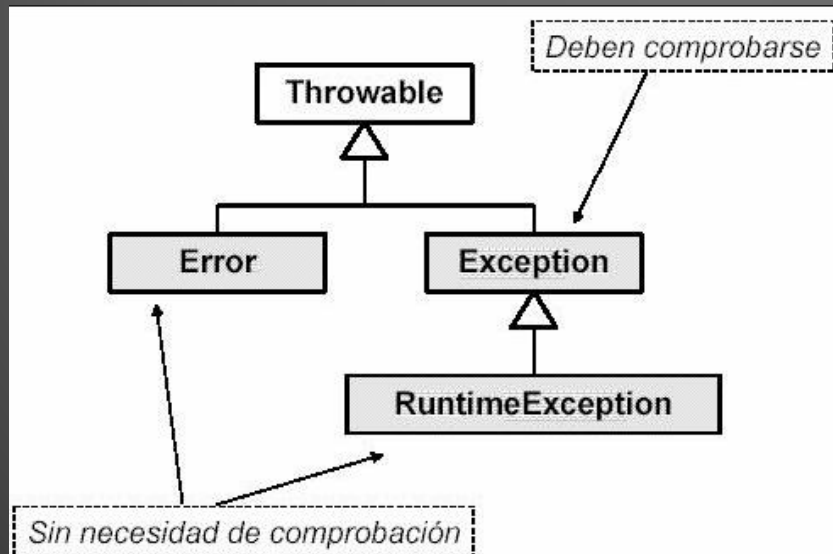 Deben comprobarse
Throwable
Error
Exception
RuntimeException
Sin necesidad de comprobación